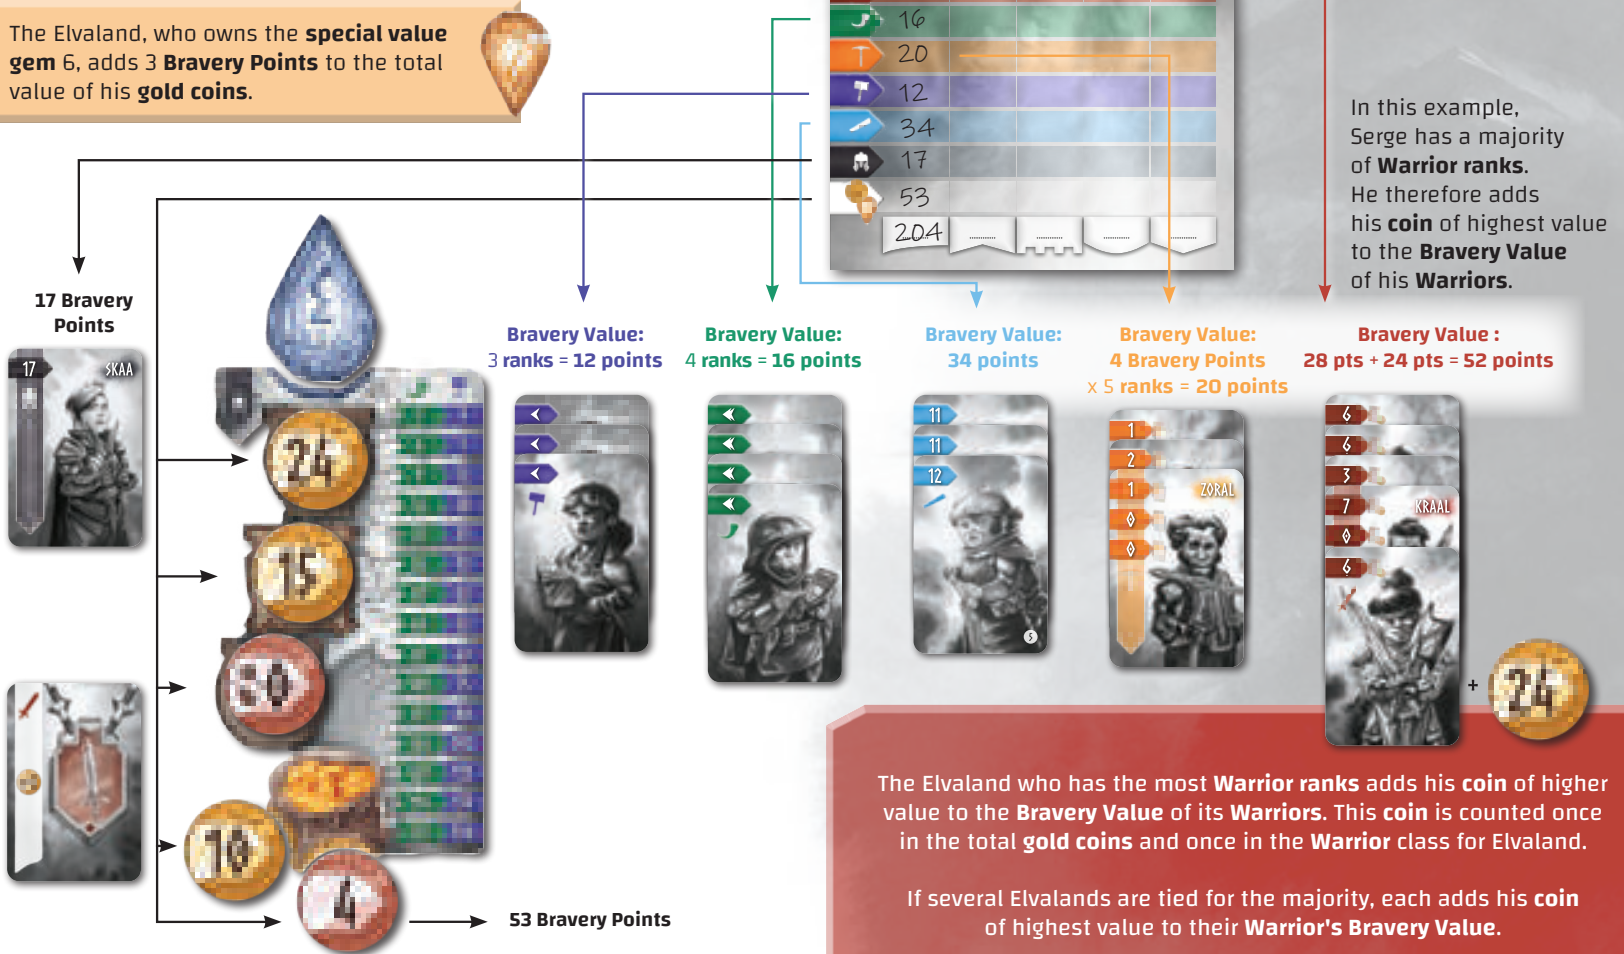 The Elvaland, who owns the special value
gem 6, adds 3 Bravery Points to the total
value of his gold coins.
16
20
12
34
17
53
204
In this example,
Serge has a majority
of Warrior ranks.
He therefore adds
his coin of highest value
to the Bravery Value
of his Warriors.
17 Bravery
Points
17
SKAA
24
15
10
4
53 Bravery Points
Bravery Value:
3 ranks = 12 points
Bravery Value:
4 ranks = 16 points
Bravery Value:
34 points
11
11
12
5
Bravery Value:
4 Bravery Points
x 5 ranks = 20 points
1
2
1
0
0
ZORAL
Bravery Value :
28 pts + 24 pts = 52 points
6
6
3
7
KRAAL
0
6
+ 24
The Elvaland who has the most Warrior ranks adds his coin of higher
value to the Bravery Value of its Warriors. This coin is counted once
in the total gold coins and once in the Warrior class for Elvaland.
If several Elvalands are tied for the majority, each adds his coin
of highest value to their Warrior's Bravery Value.